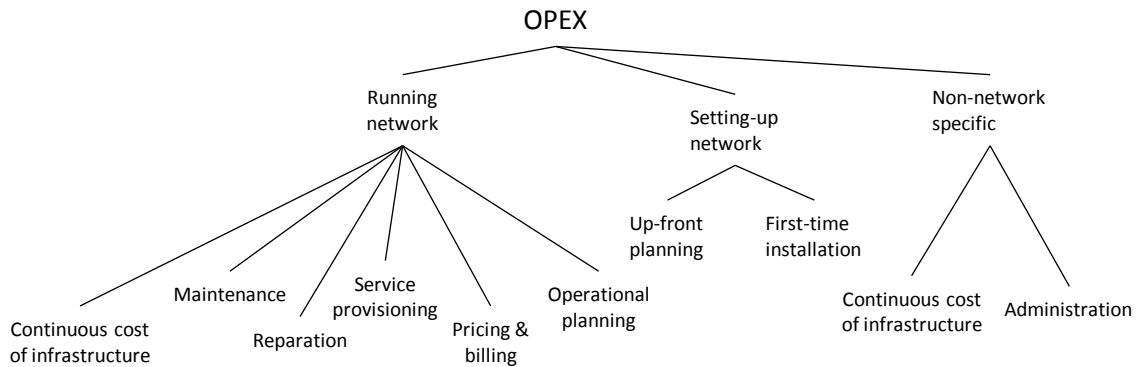 OPEX
Running
network
Setting-up
network
Non-network
specific
Continuous cost
of infrastructure
Maintenance
Reparation
Service
provisioning
Pricing &
billing
Operational
planning
Up-front
planning
First-time
installation
Continuous cost
of infrastructure
Administration